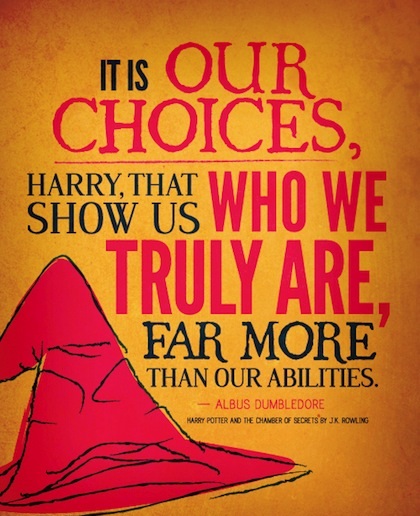 IT IS OUR
CHOICES,
HARRY, THAT
SHOW US WHO WE
TRULY ARE,
FAR MORE
THAN OUR ABILITIES.
— ALBUS DUMBLEDORE
HARRY POTTER AND THE CHAMBER OF SECRETS BY J.K. ROWLING